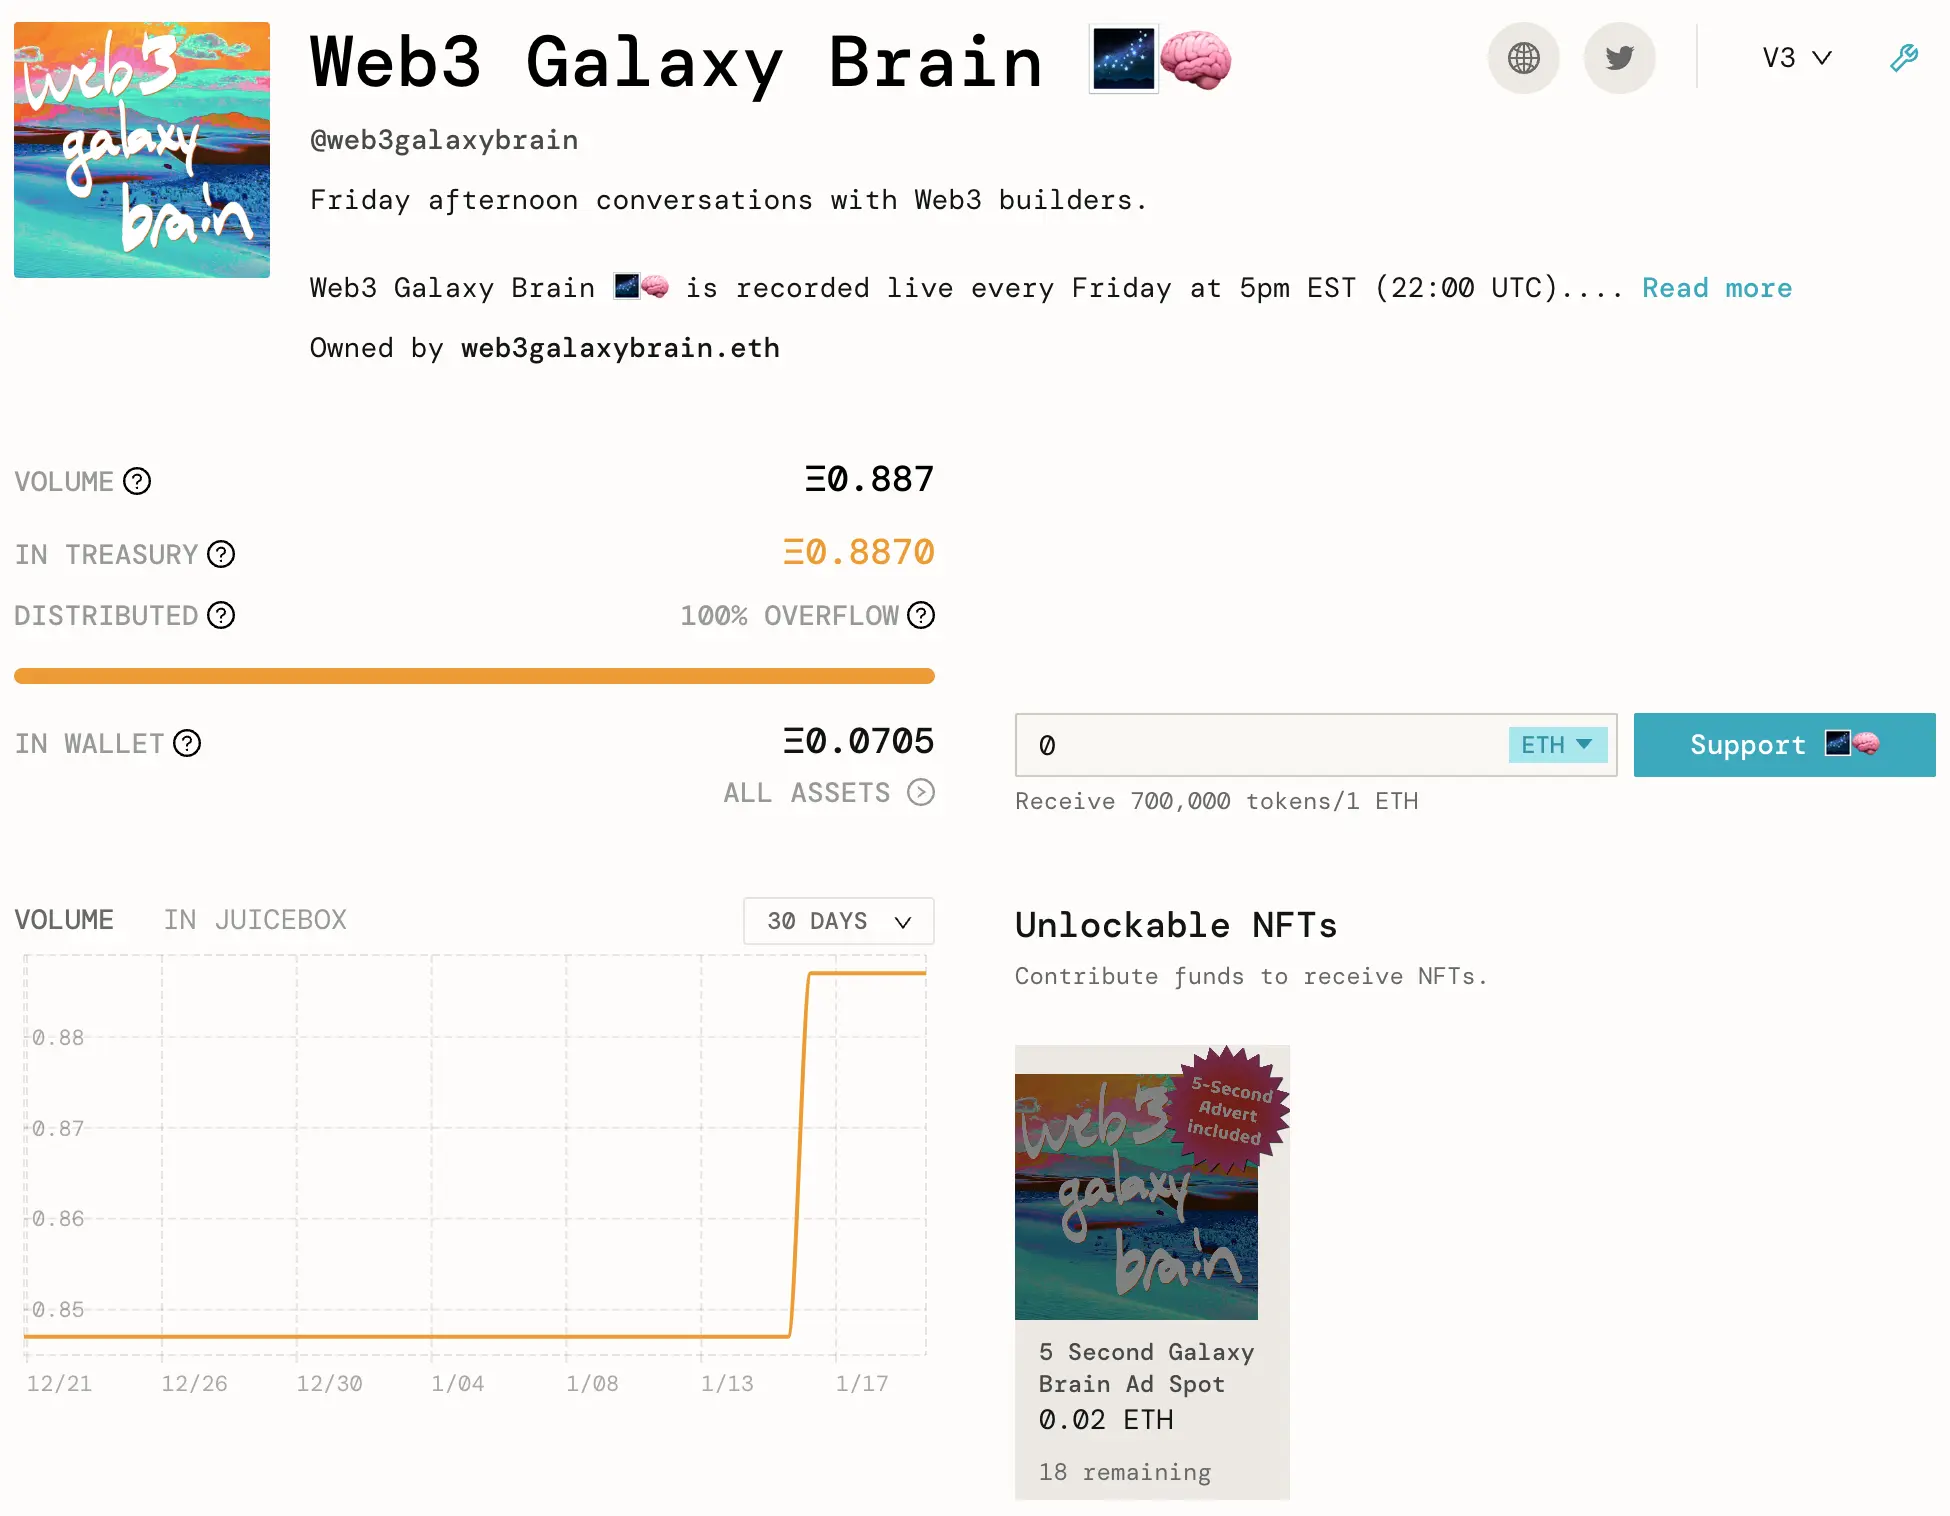 web3
galaxy
brain
Web3 Galaxy Brain 🌌🧠
@web3galaxybrain
Friday afternoon conversations with Web3 builders.
Web3 Galaxy Brain 🌌🧠 is recorded live every Friday at 5pm EST (22:00 UTC).... Read more
Owned by web3galaxybrain.eth
V3
VOLUME ? Ξ0.887
IN TREASURY ? Ξ0.8870
DISTRIBUTED ? 100% OVERFLOW ?
IN WALLET ? Ξ0.0705
ALL ASSETS
0 ETH
Support 🌌🧠
Receive 700,000 tokens/1 ETH
VOLUME IN JUICEBOX 30 DAYS
0.88
0.87
0.86
0.85
12/21 12/26 12/30 1/04 1/08 1/13 1/17
Unlockable NFTs
Contribute funds to receive NFTs.
5-Second
Advert
included
web3
galaxy
brain
5 Second Galaxy
Brain Ad Spot
0.02 ETH
18 remaining